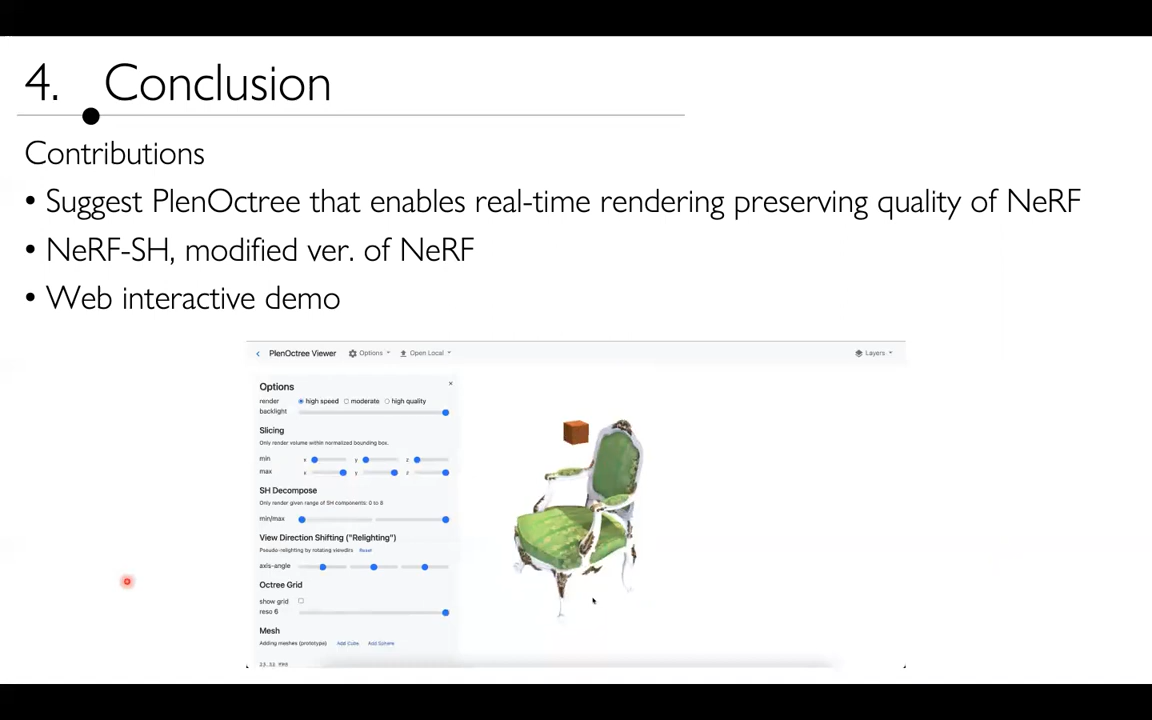 4. Conclusion
Contributions
• Suggest PlenOctree that enables real-time rendering preserving quality of NeRF
• NeRF-SH, modified ver. of NeRF
• Web interactive demo
PlenOctree Viewer Options Open Local Layers
Options
render high speed moderate high quality
backlight
Slicing
Only render volume within normalized bounding box.
min x y z
max x y z
SH Decompose
Only render given range of SH components: 0 to 8
min/max
View Direction Shifting ("Relighting")
Pseudo-relighting by rotating viewdirs Reset
axis-angle
Octree Grid
show grid
reso 6
Mesh
Adding meshes (prototype) Add Cube Add Sphere